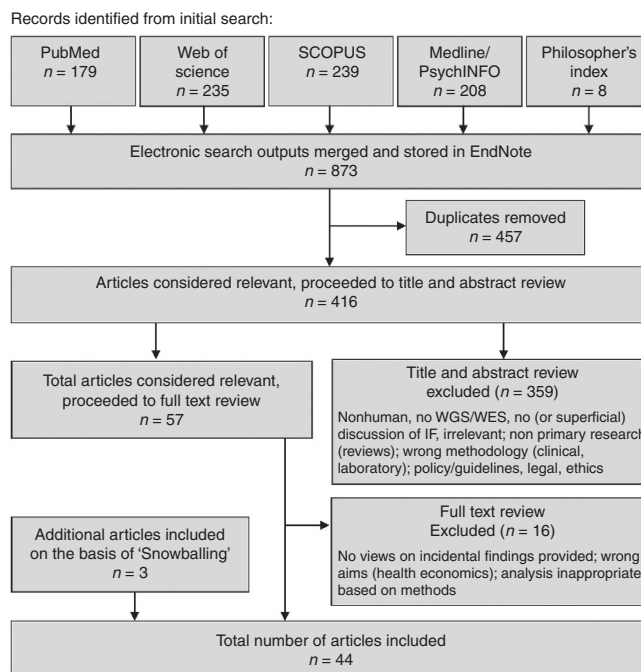 Records identified from initial search:
PubMed
n = 179
Web of
science
n = 235
SCOPUS
n = 239
Medline/
PsychINFO
n = 208
Philosopher's
index
n = 8
Electronic search outputs merged and stored in EndNote
n = 873
Duplicates removed
n = 457
Articles considered relevant, proceeded to title and abstract review
n = 416
Total articles considered relevant,
proceeded to full text review
n = 57
Title and abstract review
excluded (n = 359)
Nonhuman, no WGS/WES, no (or superficial)
discussion of IF, irrelevant; non primary research
(reviews); wrong methodology (clinical,
laboratory); policy/guidelines, legal, ethics
Full text review
Excluded (n = 16)
No views on incidental findings provided; wrong
aims (health economics); analysis inappropriate
based on methods
Additional articles included
on the basis of 'Snowballing'
n = 3
Total number of articles included
n = 44